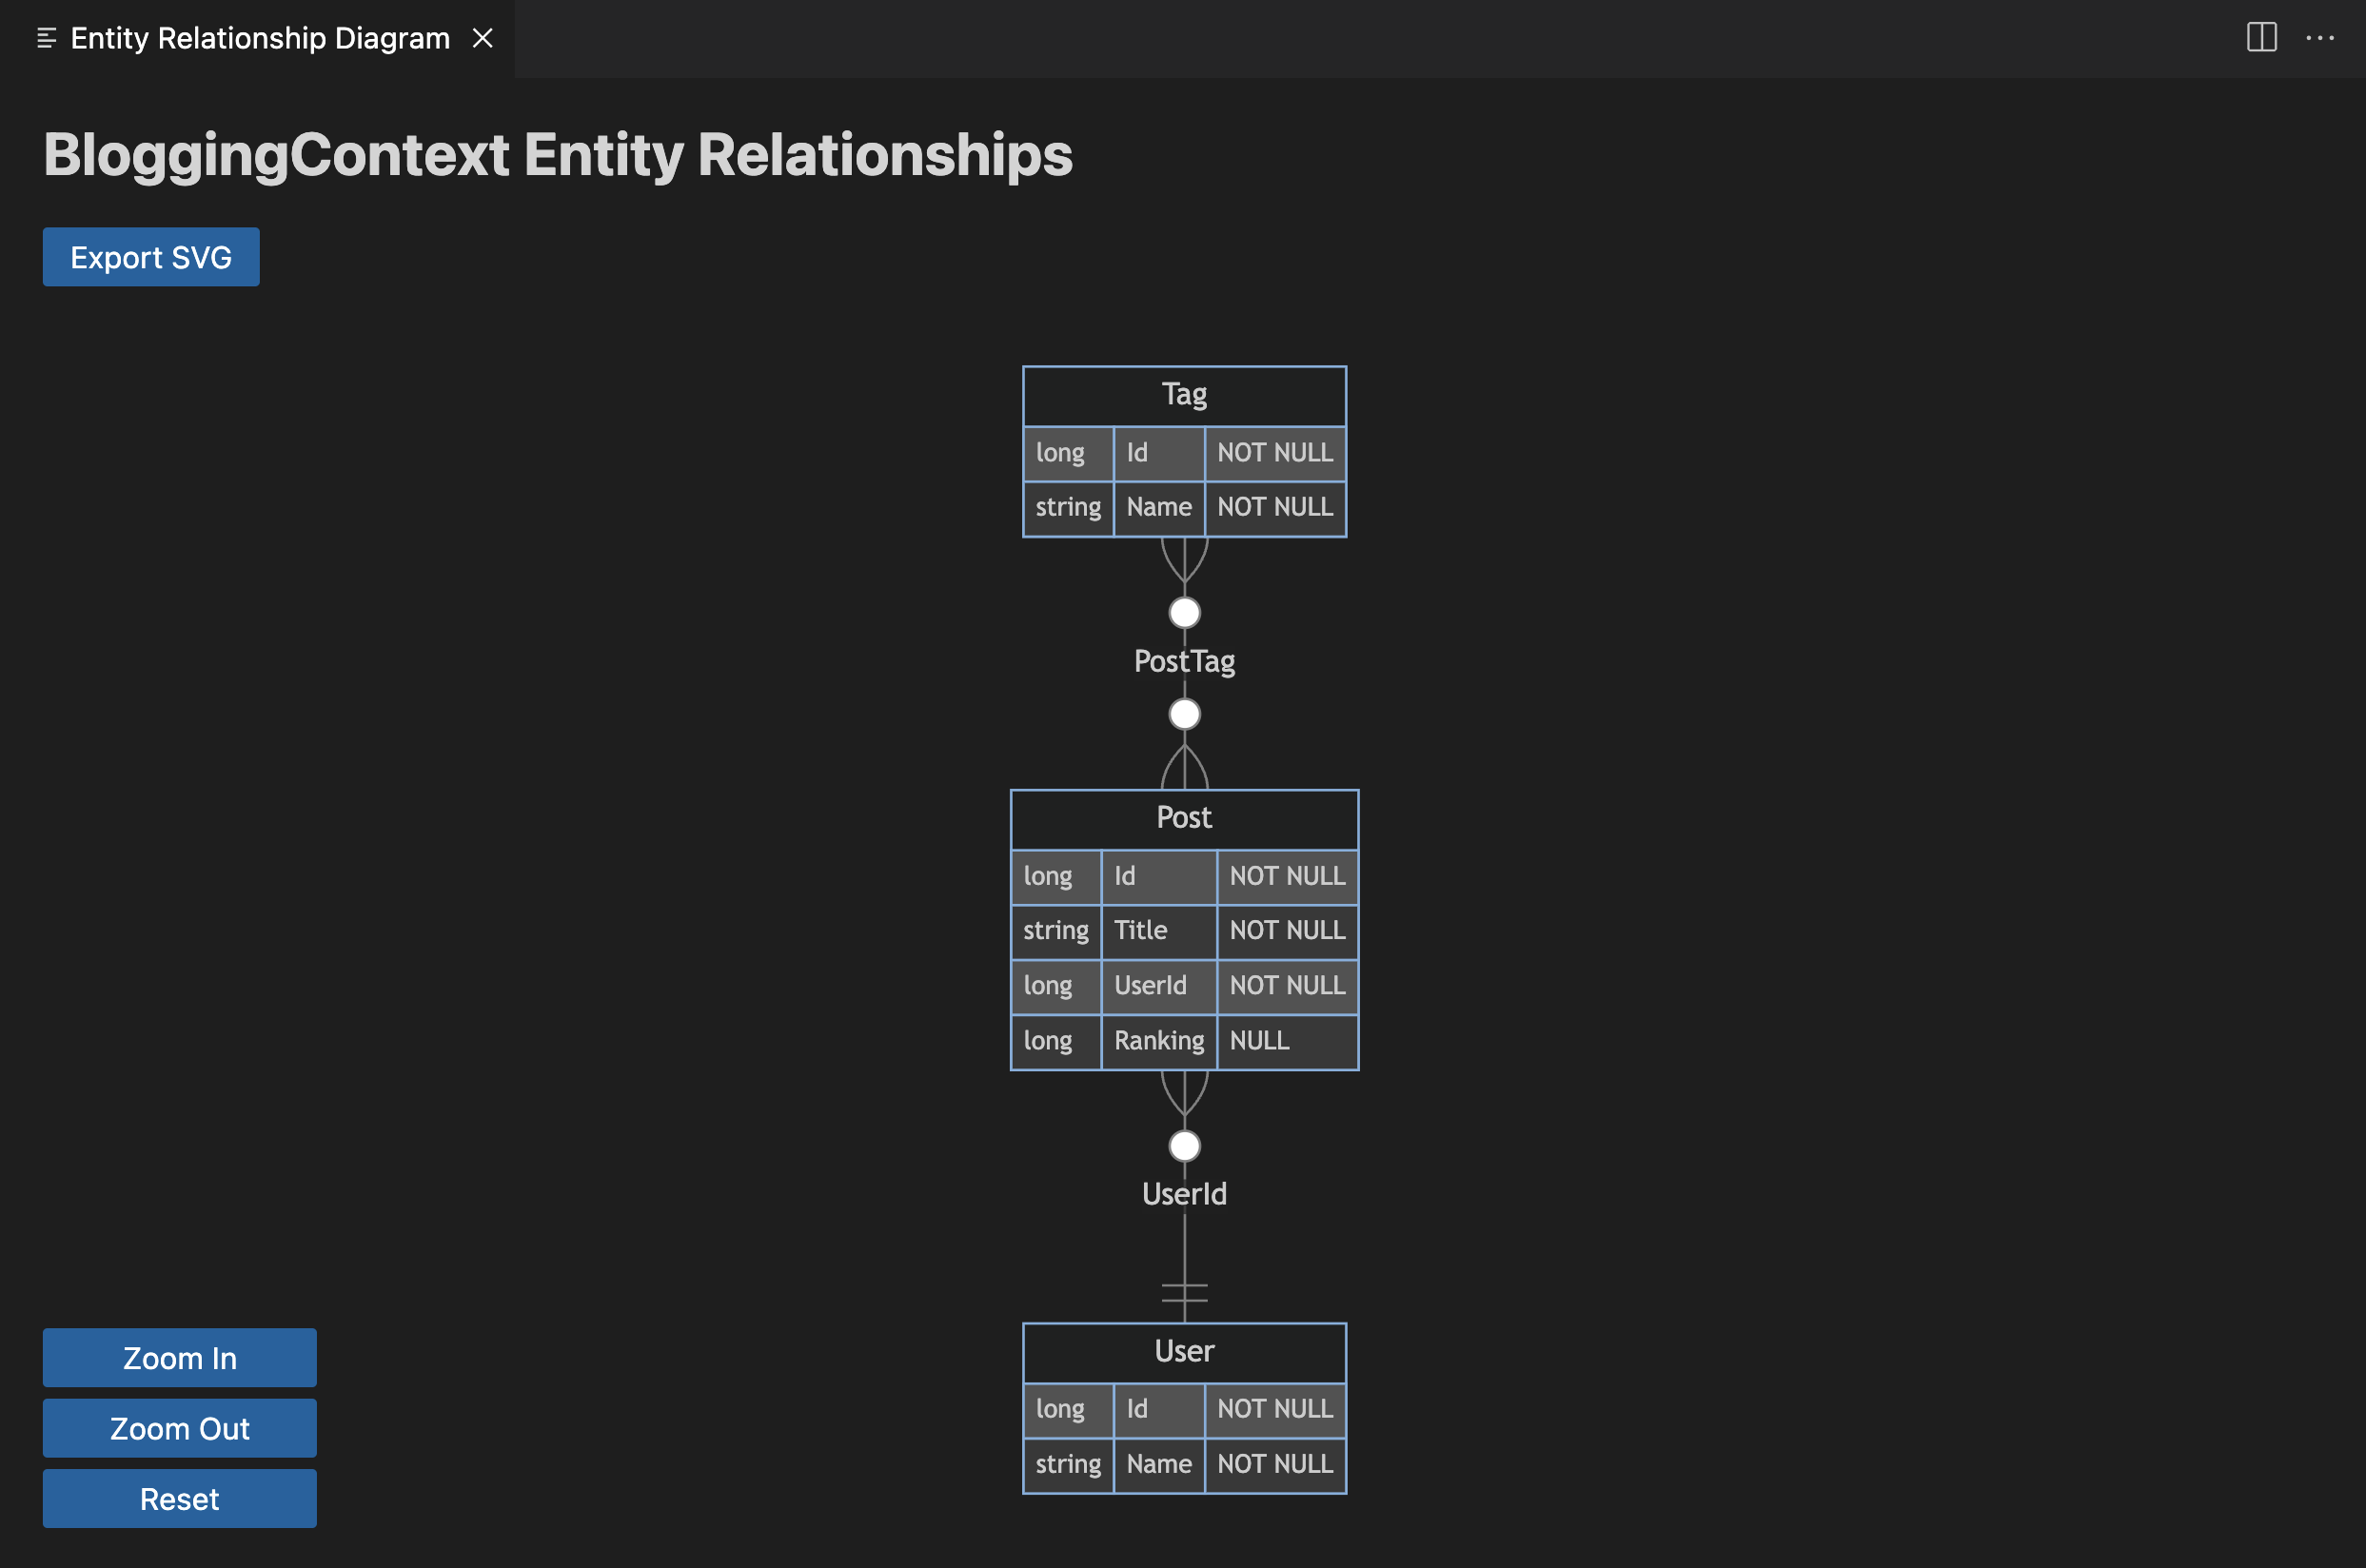 Entity Relationship Diagram
BloggingContext Entity Relationships
Export SVG
Tag
long Id NOT NULL
string Name NOT NULL
PostTag
Post
long Id NOT NULL
string Title NOT NULL
long UserId NOT NULL
long Ranking NULL
UserId
User
long Id NOT NULL
string Name NOT NULL
Zoom In
Zoom Out
Reset